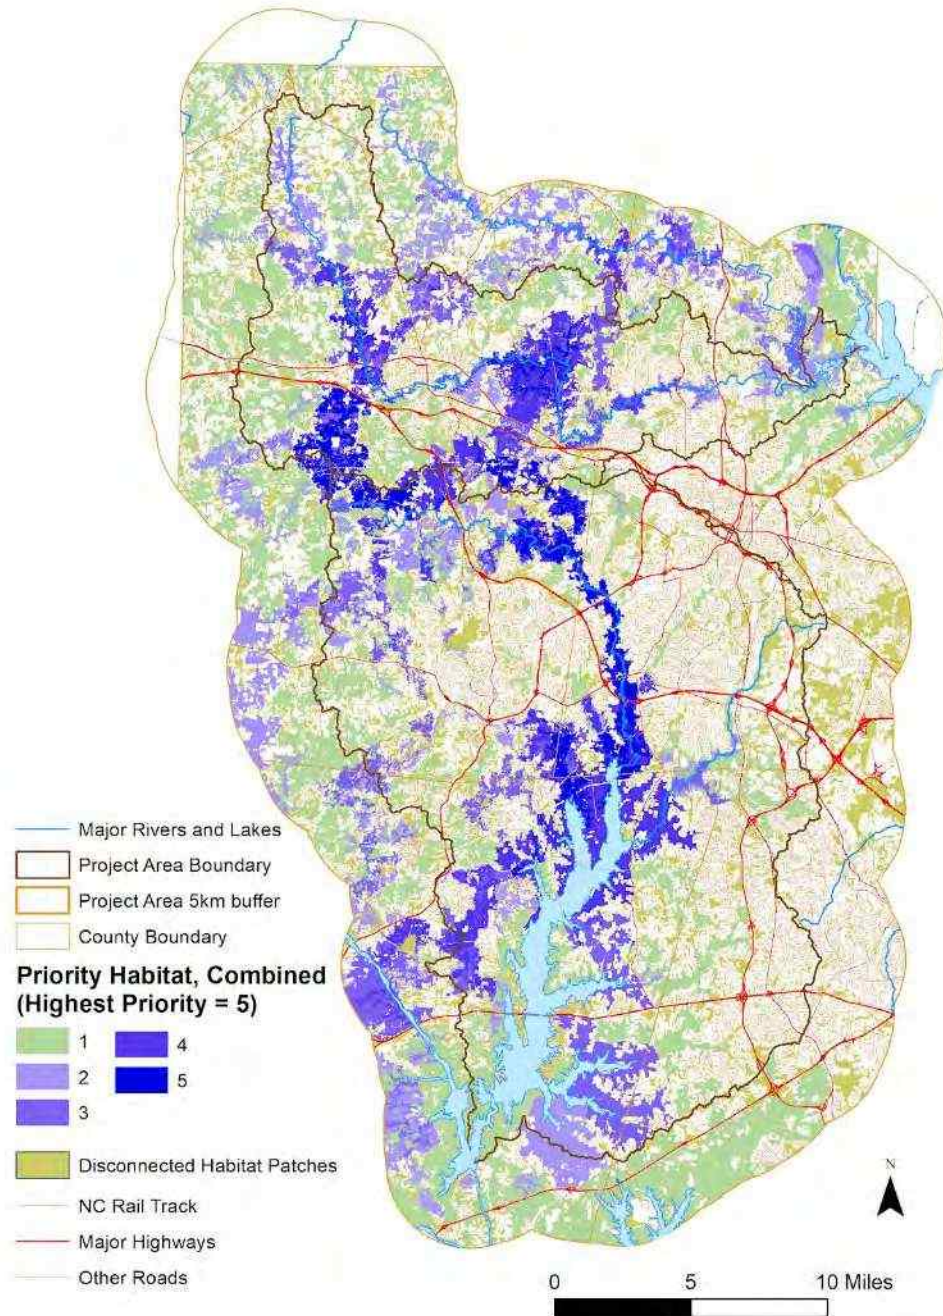 Major Rivers and Lakes
Project Area Boundary
Project Area 5km buffer
County Boundary
Priority Habitat, Combined
(Highest Priority = 5)
1
4
2
5
3
Disconnected Habitat Patches
NC Rail Track
Major Highways
Other Roads
N
0 5 10 Miles